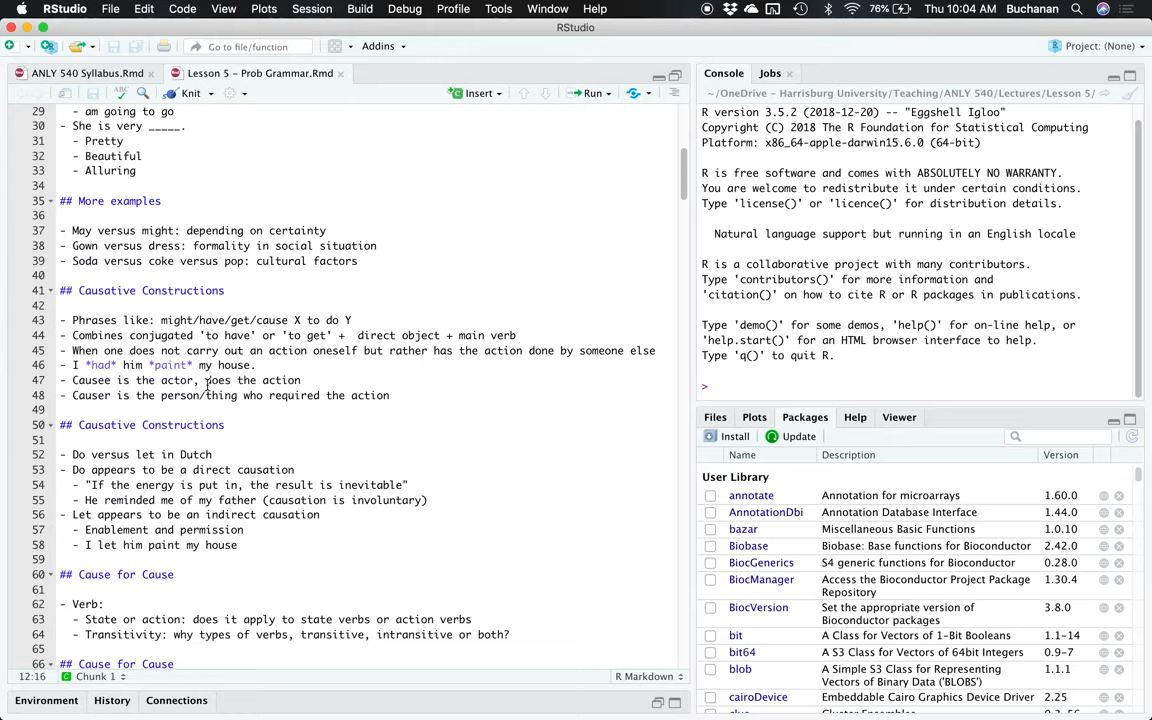 RStudio File Edit Code View Plots Session Build Debug Profile Tools Window Help 76% Thu 10:04 AM Buchanan
RStudio
Go to file/function Addins Project: (None)
ANLY 540 Syllabus.Rmd Lesson 5 - Prob Grammar.Rmd
ABC Knit Insert Run
29 - am going to go
30 - She is very _____.
31 - Pretty
32 - Beautiful
33 - Alluring
34
35 ## More examples
36
37 - May versus might: depending on certainty
38 - Gown versus dress: formality in social situation
39 - Soda versus coke versus pop: cultural factors
40
41 ## Causative Constructions
42
43 - Phrases like: might/have/get/cause X to do Y
44 - Combines conjugated 'to have' or 'to get' + direct object + main verb
45 - When one does not carry out an action oneself but rather has the action done by someone else
46 - I *had* him *paint* my house.
47 - Causee is the actor, does the action
48 - Causer is the person/thing who required the action
49
50 ## Causative Constructions
51
52 - Do versus let in Dutch
53 - Do appears to be a direct causation
54 - "If the energy is put in, the result is inevitable"
55 - He reminded me of my father (causation is involuntary)
56 - Let appears to be an indirect causation
57 - Enablement and permission
58 - I let him paint my house
59
60 ## Cause for Cause
61
62 - Verb:
63 - State or action: does it apply to state verbs or action verbs
64 - Transitivity: why types of verbs, transitive, intransitive or both?
65
66 ## Cause for Cause
12:16 Chunk 1 R Markdown
Environment History Connections
Console Jobs
~/OneDrive - Harrisburg University/Teaching/ANLY 540/Lectures/Lesson 5/
R version 3.5.2 (2018-12-20) -- "Eggshell Igloo"
Copyright (C) 2018 The R Foundation for Statistical Computing
Platform: x86_64-apple-darwin15.6.0 (64-bit)
R is free software and comes with ABSOLUTELY NO WARRANTY.
You are welcome to redistribute it under certain conditions.
Type 'license()' or 'licence()' for distribution details.
Natural language support but running in an English locale
R is a collaborative project with many contributors.
Type 'contributors()' for more information and
'citation()' on how to cite R or R packages in publications.
Type 'demo()' for some demos, 'help()' for on-line help, or
'help.start()' for an HTML browser interface to help.
Type 'q()' to quit R.
>
Files Plots Packages Help Viewer
Install Update
Name Description Version
User Library
annotate Annotation for microarrays 1.60.0
AnnotationDbi Annotation Database Interface 1.44.0
bazar Miscellaneous Basic Functions 1.0.10
Biobase Biobase: Base functions for Bioconductor 2.42.0
BiocGenerics S4 generic functions for Bioconductor 0.28.0
BiocManager Access the Bioconductor Project Package Repository 1.30.4
BiocVersion Set the appropriate version of Bioconductor packages 3.8.0
bit A Class for Vectors of 1-Bit Booleans 1.1-14
bit64 A S3 Class for Vectors of 64bit Integers 0.9-7
blob A Simple S3 Class for Representing Vectors of Binary Data ('BLOBS') 1.1.1
cairoDevice Embeddable Cairo Graphics Device Driver 2.25